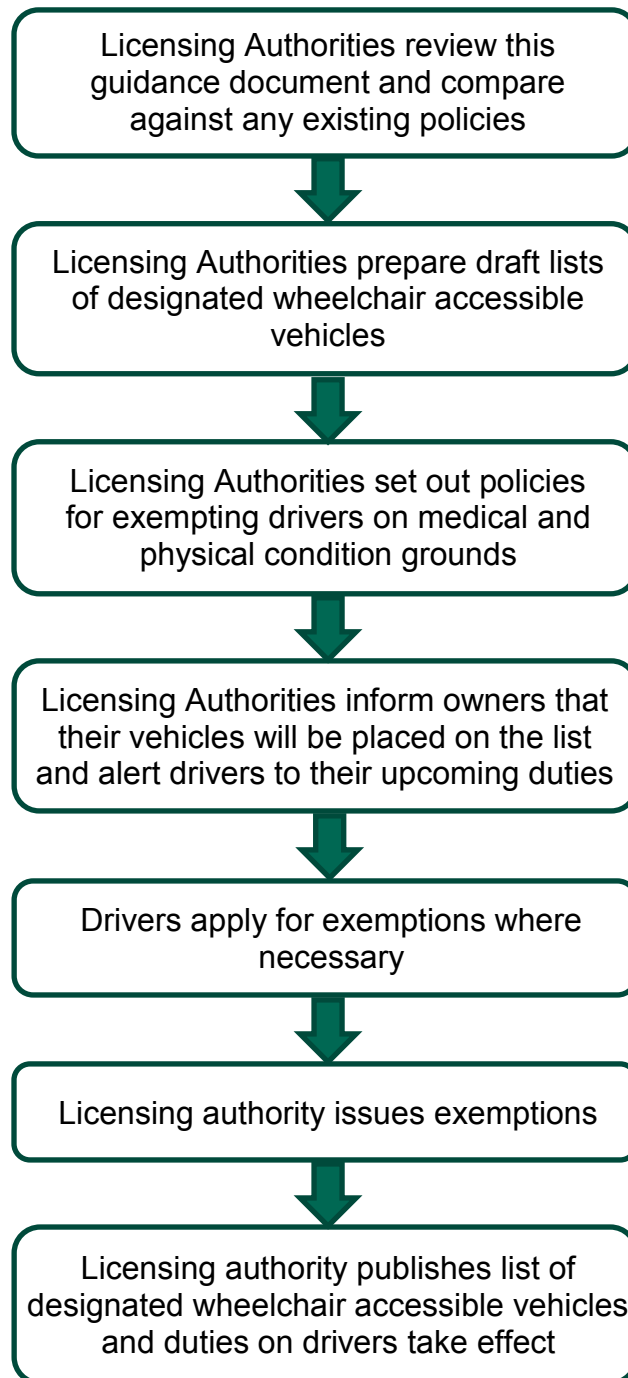 Licensing Authorities review this
guidance document and compare
against any existing policies
Licensing Authorities prepare draft lists
of designated wheelchair accessible
vehicles
Licensing Authorities set out policies
for exempting drivers on medical and
physical condition grounds
Licensing Authorities inform owners that
their vehicles will be placed on the list
and alert drivers to their upcoming duties
Drivers apply for exemptions where
necessary
Licensing authority issues exemptions
Licensing authority publishes list of
designated wheelchair accessible vehicles
and duties on drivers take effect